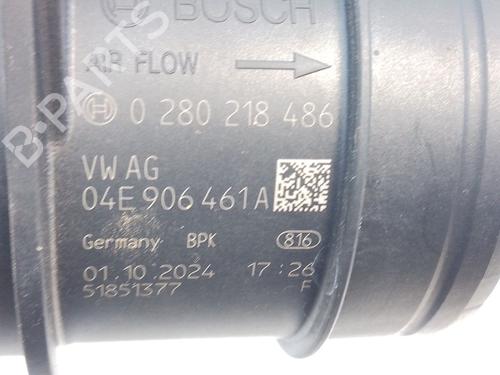 BOSCH
AIR FLOW
0 280 218 486
VW AG
04E 906 461 A
Germany BPK 816
01.10.2024 17:26
51851377 F
B-PARTS